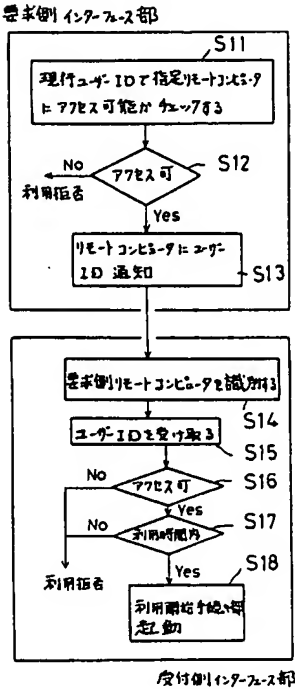 要求側 インターフェース部
S11
現行ユーザーIDで指定リモートコンピュータ
にアクセス可能かチェックする
アクセス可
S12
No
利用拒否
Yes
リモートコンピュータにユーザー
ID 通知
S13
要求側リモートコンピュータを識別する
S14
ユーザーIDを受け取る
S15
No
アクセス可
S16
Yes
No
利用時間内
S17
利用拒否
Yes
S18
利用開始手続き
起動
受付側インターフェース部